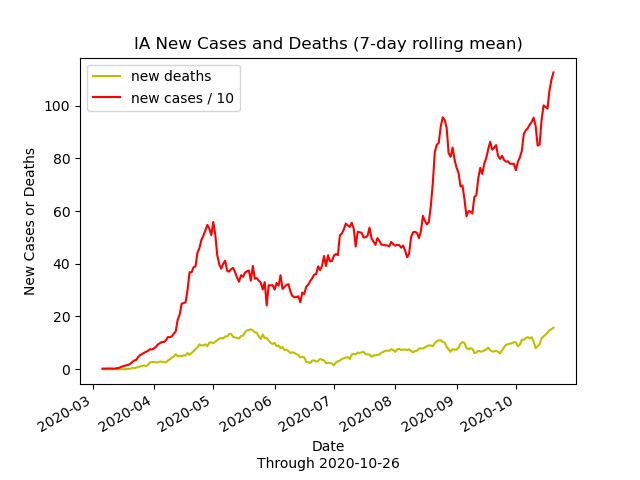 IA New Cases and Deaths (7-day rolling mean)
new deaths
new cases / 10
New Cases or Deaths
100
80
60
40
20
0
2020-03
2020-04
2020-05
2020-06
2020-07
2020-08
2020-09
2020-10
Date
Through 2020-10-26